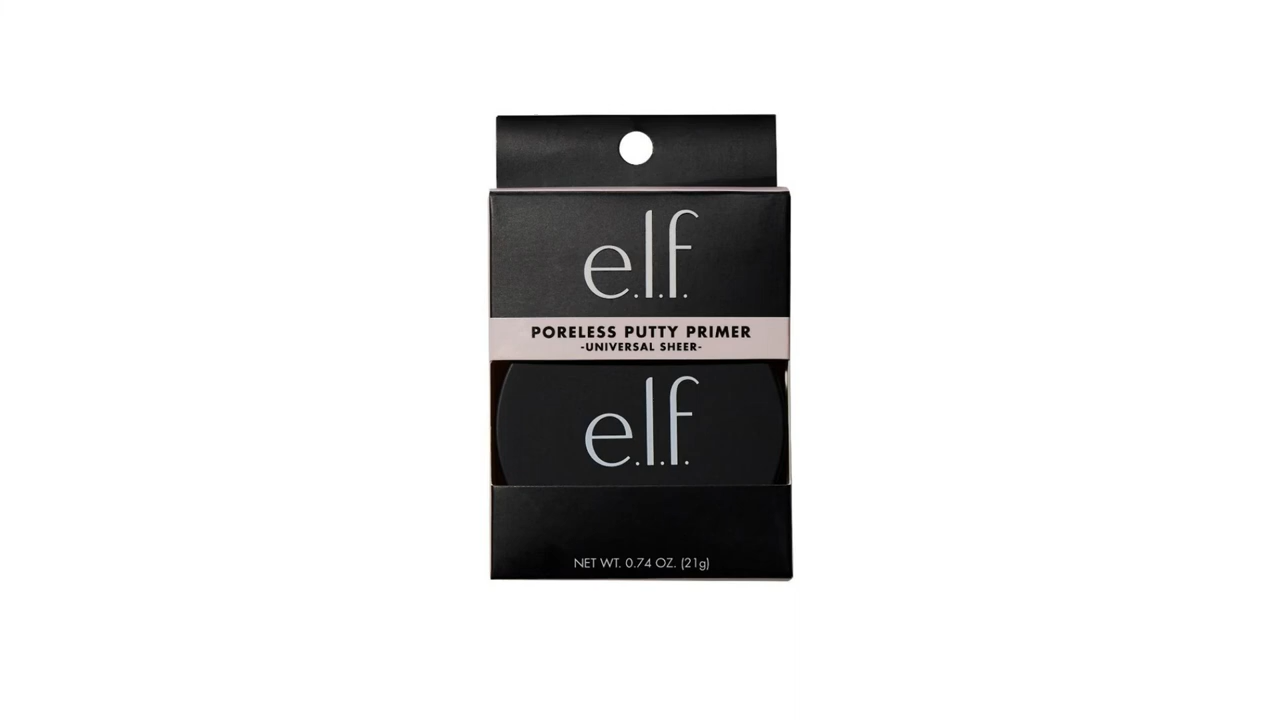 e.l.f.
PORELESS PUTTY PRIMER
-UNIVERSAL SHEER-
e.l.f.
NET WT. 0.74 OZ. (21g)